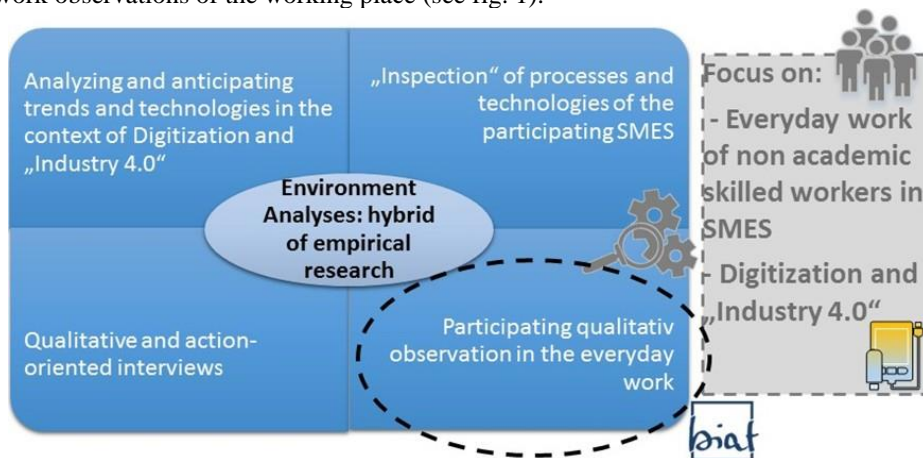 work observations of the working place (see fig. 1).
Analyzing and anticipating
trends and technologies in the
context of Digitization and
„Industry 4.0“
„Inspection“ of processes and
technologies of the
participating SMES
Environment
Analyses: hybrid
of empirical
research
Qualitative and action-
oriented interviews
Participating qualitativ
observation in the everyday
work
Focus on:
- Everyday work
of non academic
skilled workers in
SMES
- Digitization and
„Industry 4.0“
biat